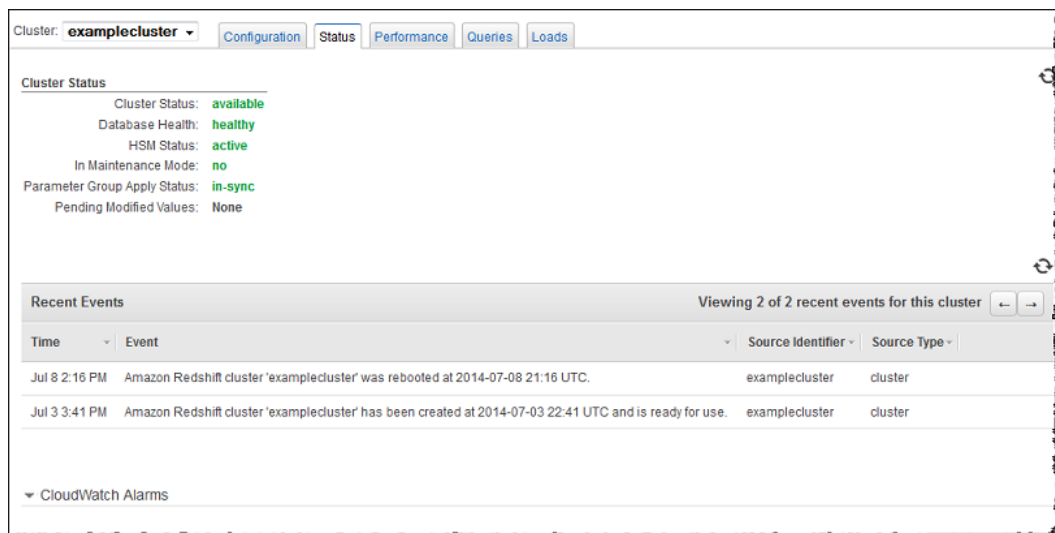 Cluster: examplecluster Configuration Status Performance Queries Loads
Cluster Status
Cluster Status: available
Database Health: healthy
HSM Status: active
In Maintenance Mode: no
Parameter Group Apply Status: in-sync
Pending Modified Values: None
Recent Events Viewing 2 of 2 recent events for this cluster ← →
Time Event Source Identifier Source Type
Jul 8 2:16 PM Amazon Redshift cluster 'examplecluster' was rebooted at 2014-07-08 21:16 UTC. examplecluster cluster
Jul 3 3:41 PM Amazon Redshift cluster 'examplecluster' has been created at 2014-07-03 22:41 UTC and is ready for use. examplecluster cluster
CloudWatch Alarms